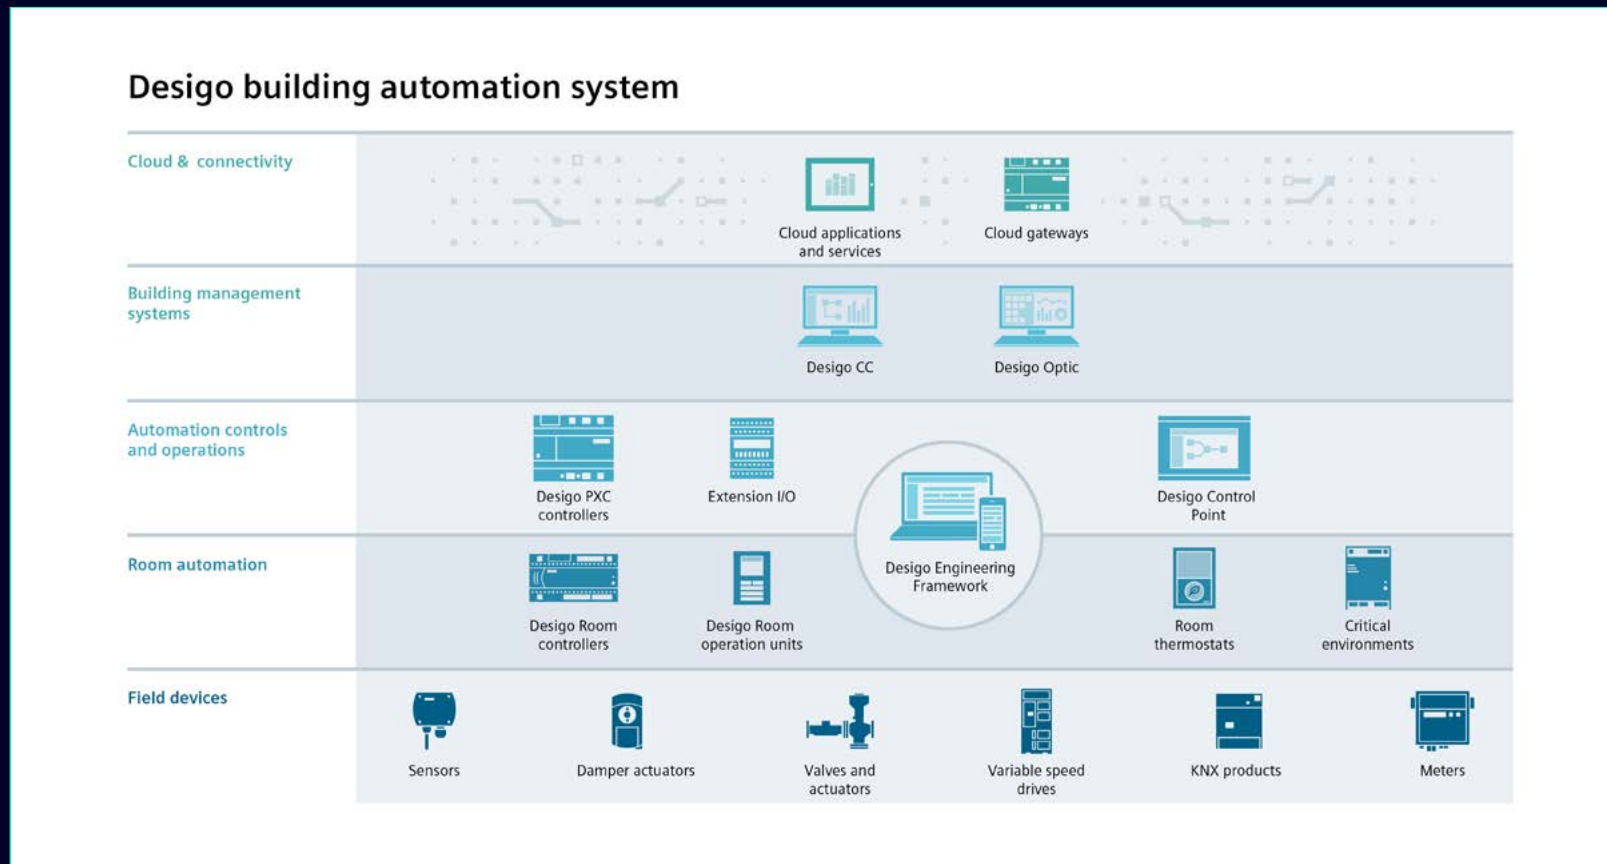 Desigo building automation system
Cloud & connectivity
Cloud applications
and services
Cloud gateways
Building management
systems
Desigo CC
Desigo Optic
Automation controls
and operations
Desigo PXC
controllers
Extension I/O
Desigo Control
Point
Desigo Engineering
Framework
Room automation
Desigo Room
controllers
Desigo Room
operation units
Room
thermostats
Critical
environments
Field devices
Sensors
Damper actuators
Valves and
actuators
Variable speed
drives
KNX products
Meters